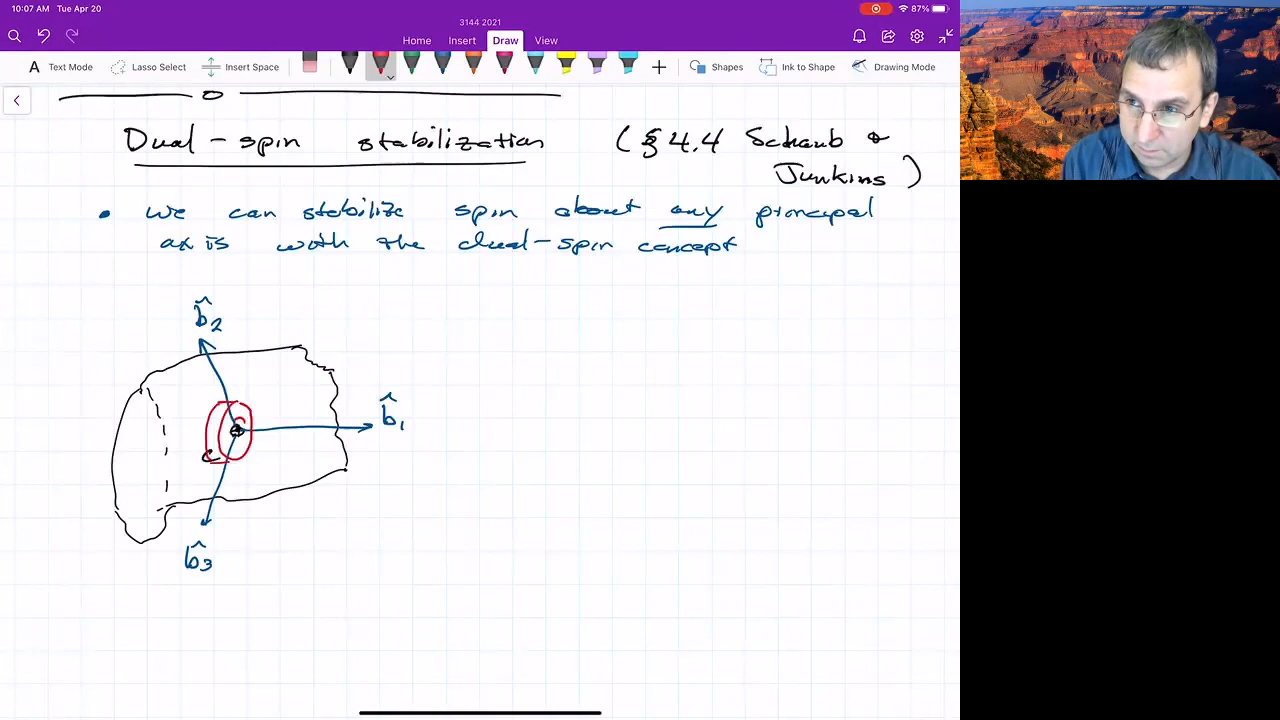 10:07 AM Tue Apr 20
87%
3144 2021
Home Insert Draw View
Text Mode Lasso Select Insert Space Shapes Ink to Shape Drawing Mode
Dual-spin stabilization (§4.4 Schaub &
Junkins)
• we can stabilize spin about any principal
axis with the dual-spin concept
b̂2
b̂1
C
b̂3